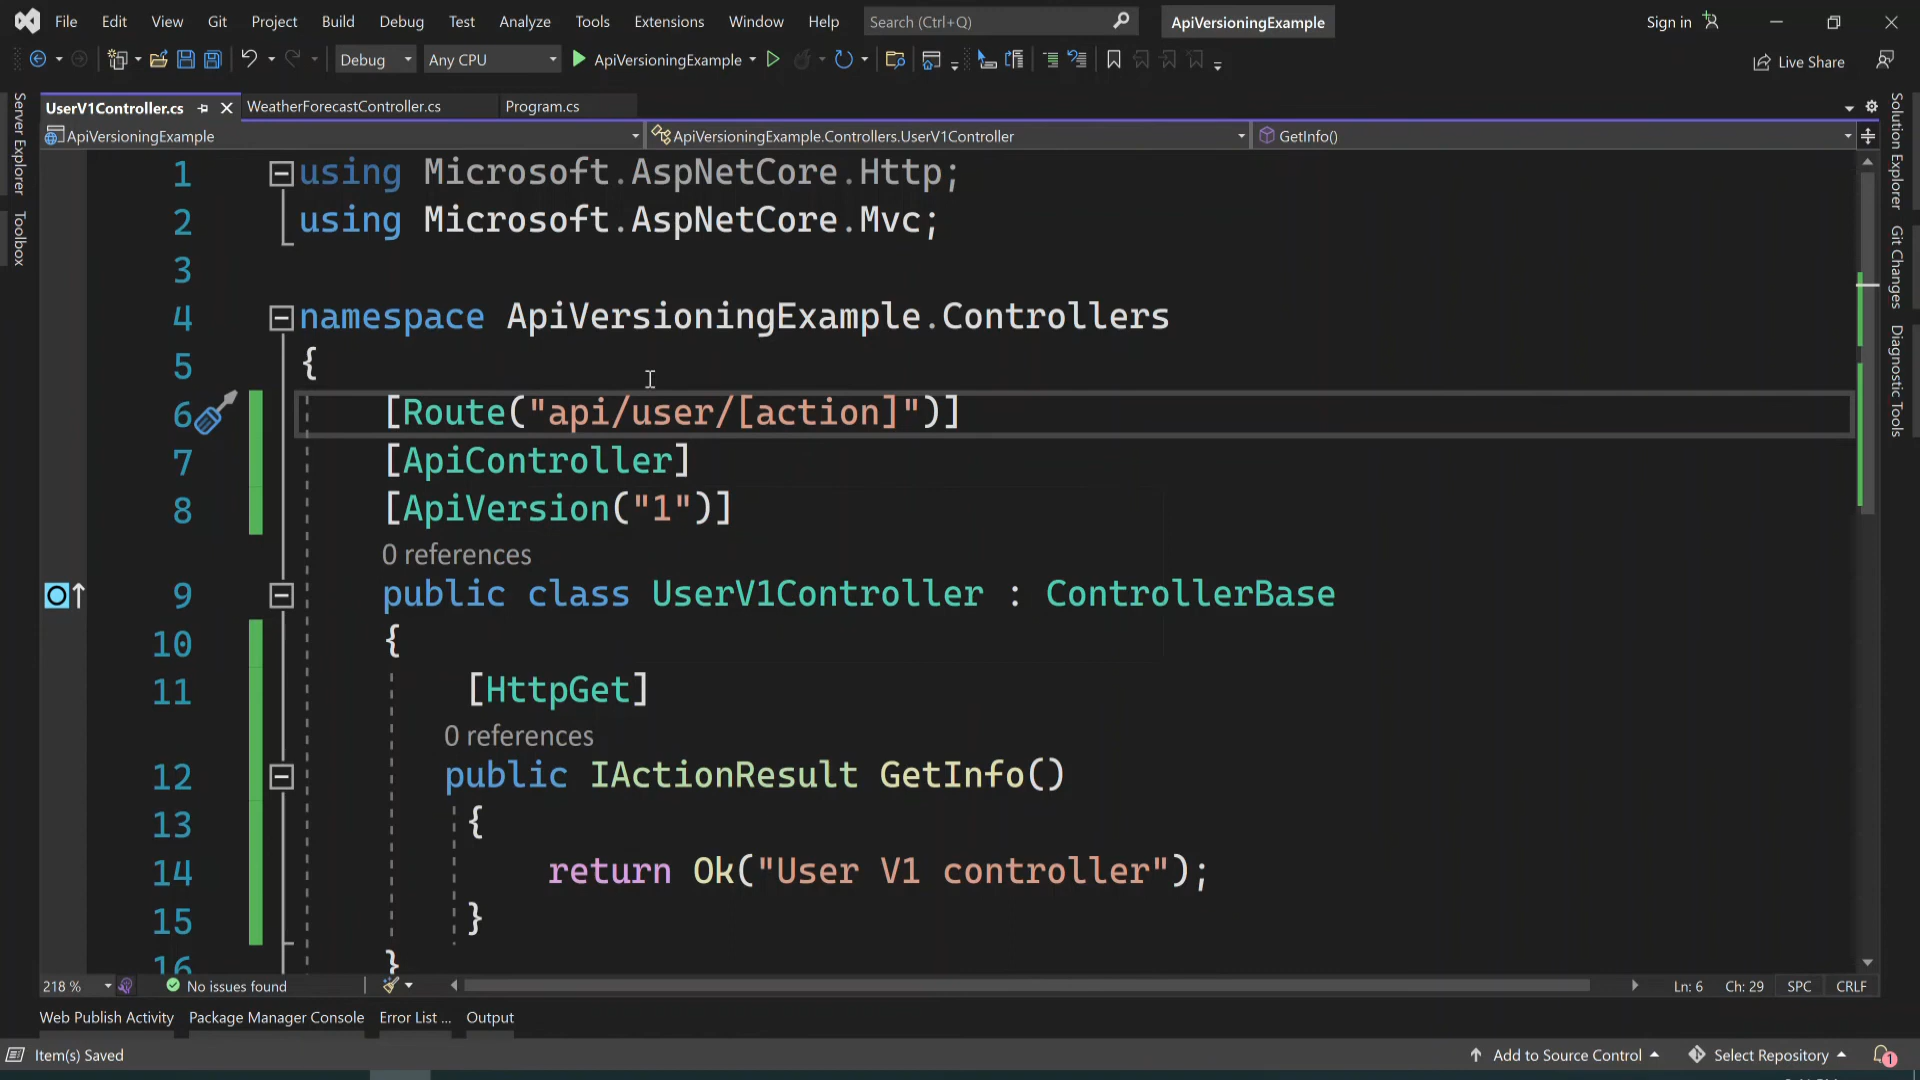 File Edit View Git Project Build Debug Test Analyze Tools Extensions Window Help Search (Ctrl+Q) ApiVersioningExample Sign in
Debug Any CPU ApiVersioningExample Live Share
UserV1Controller.cs WeatherForecastController.cs Program.cs
ApiVersioningExample ApiVersioningExample.Controllers.UserV1Controller GetInfo()
Server Explorer
Toolbox
Solution Explorer
Git Changes
Diagnostic Tools
1 using Microsoft.AspNetCore.Http;
2 using Microsoft.AspNetCore.Mvc;
3
4 namespace ApiVersioningExample.Controllers
5 {
6 [Route("api/user/[action]")]
7 [ApiController]
8 [ApiVersion("1")]
0 references
9 public class UserV1Controller : ControllerBase
10 {
11 [HttpGet]
0 references
12 public IActionResult GetInfo()
13 {
14 return Ok("User V1 controller");
15 }
16 }
218 % No issues found Ln: 6 Ch: 29 SPC CRLF
Web Publish Activity Package Manager Console Error List ... Output
Item(s) Saved Add to Source Control Select Repository 1